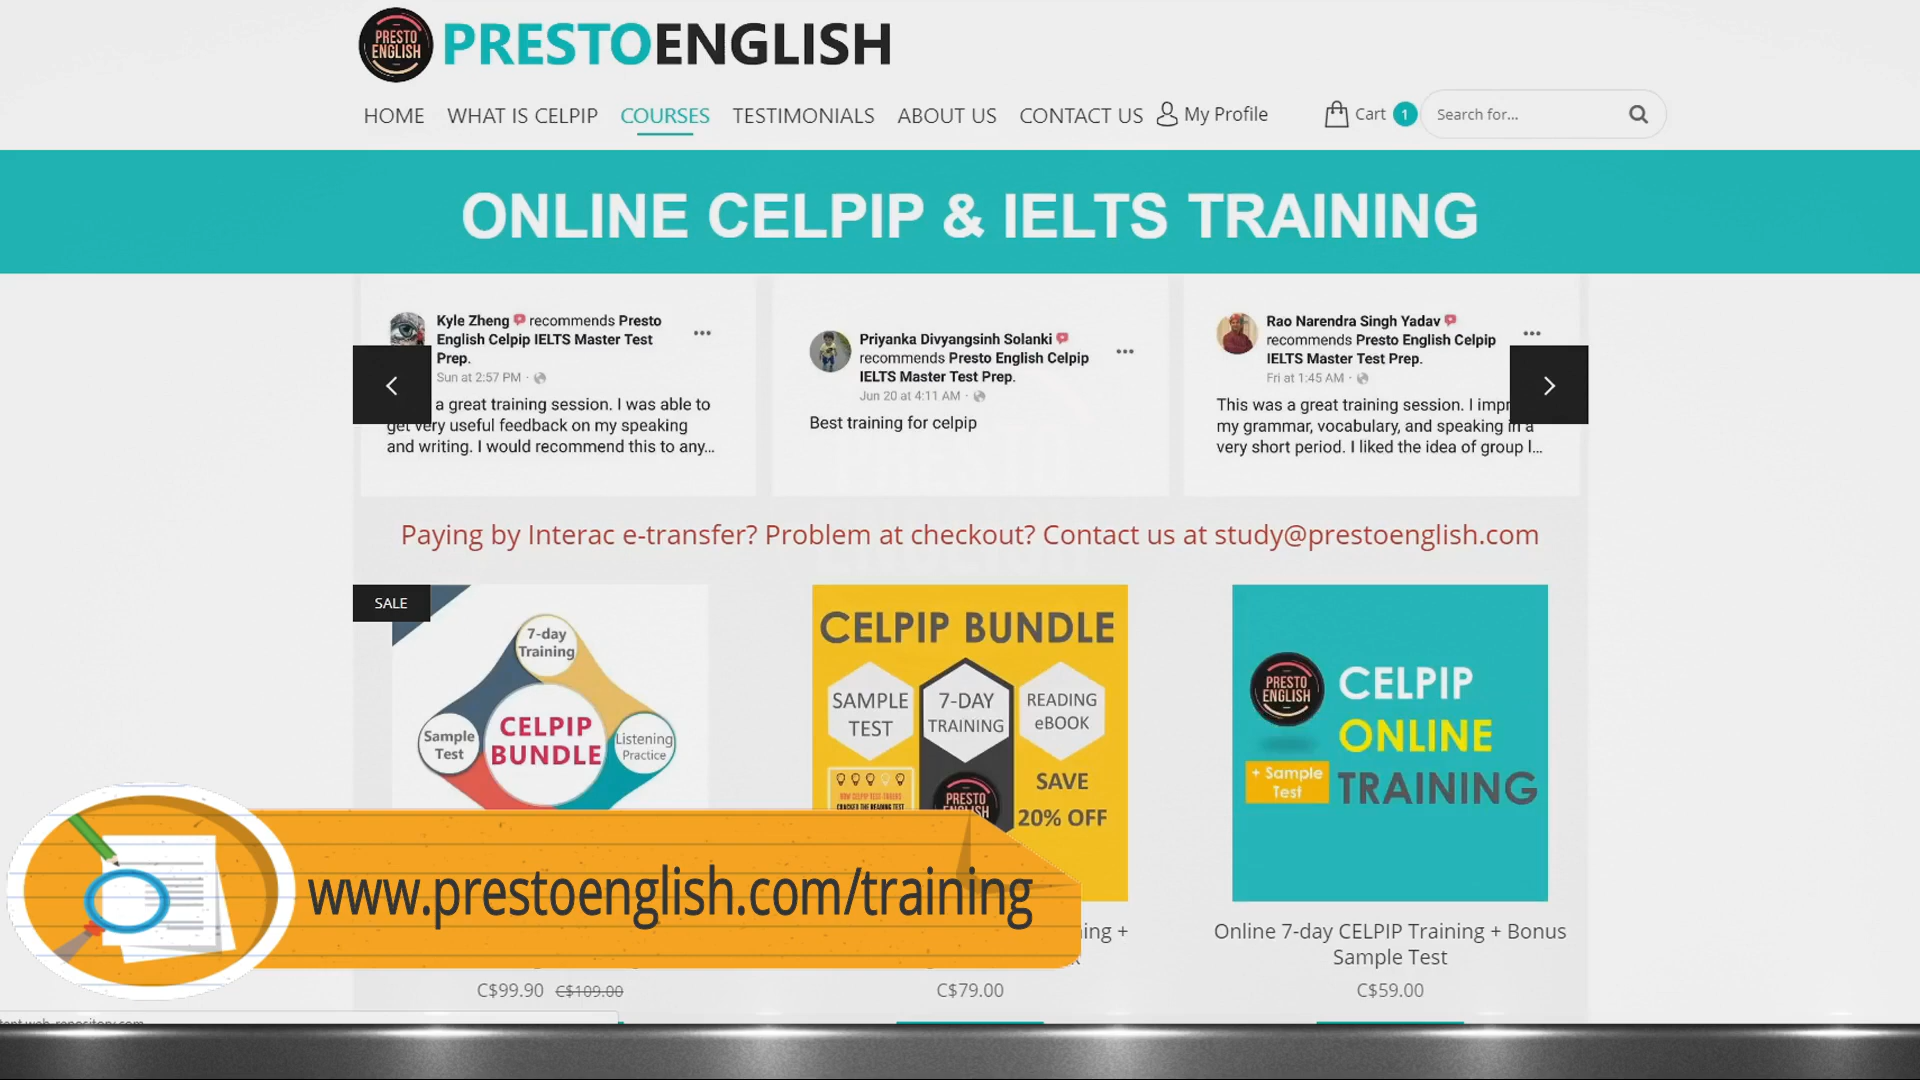 PRESTO
ENGLISH
PRESTOENGLISH
HOME WHAT IS CELPIP COURSES TESTIMONIALS ABOUT US CONTACT US My Profile Cart 1 Search for...
ONLINE CELPIP & IELTS TRAINING
Kyle Zheng recommends Presto
English Celpip IELTS Master Test
Prep.
Sun at 2:57 PM
a great training session. I was able to
get very useful feedback on my speaking
and writing. I would recommend this to any...
Priyanka Divyangsinh Solanki
recommends Presto English Celpip
IELTS Master Test Prep.
Jun 20 at 4:11 AM
Best training for celpip
Rao Narendra Singh Yadav
recommends Presto English Celpip
IELTS Master Test Prep.
Fri at 1:45 AM
This was a great training session. I impr
my grammar, vocabulary, and speaking in a
very short period. I liked the idea of group l...
Paying by Interac e-transfer? Problem at checkout? Contact us at study@prestoenglish.com
SALE
7-day
Training
CELPIP
BUNDLE
Sample
Test
Listening
Practice
CELPIP BUNDLE
SAMPLE
TEST
7-DAY
TRAINING
READING
eBOOK
SAVE
20% OFF
PRESTO
ENGLISH
PRESTO
ENGLISH
CELPIP
ONLINE
TRAINING
+ Sample
Test
www.prestoenglish.com/training
ing +
C$99.90 C$109.00
C$79.00
Online 7-day CELPIP Training + Bonus
Sample Test
C$59.00